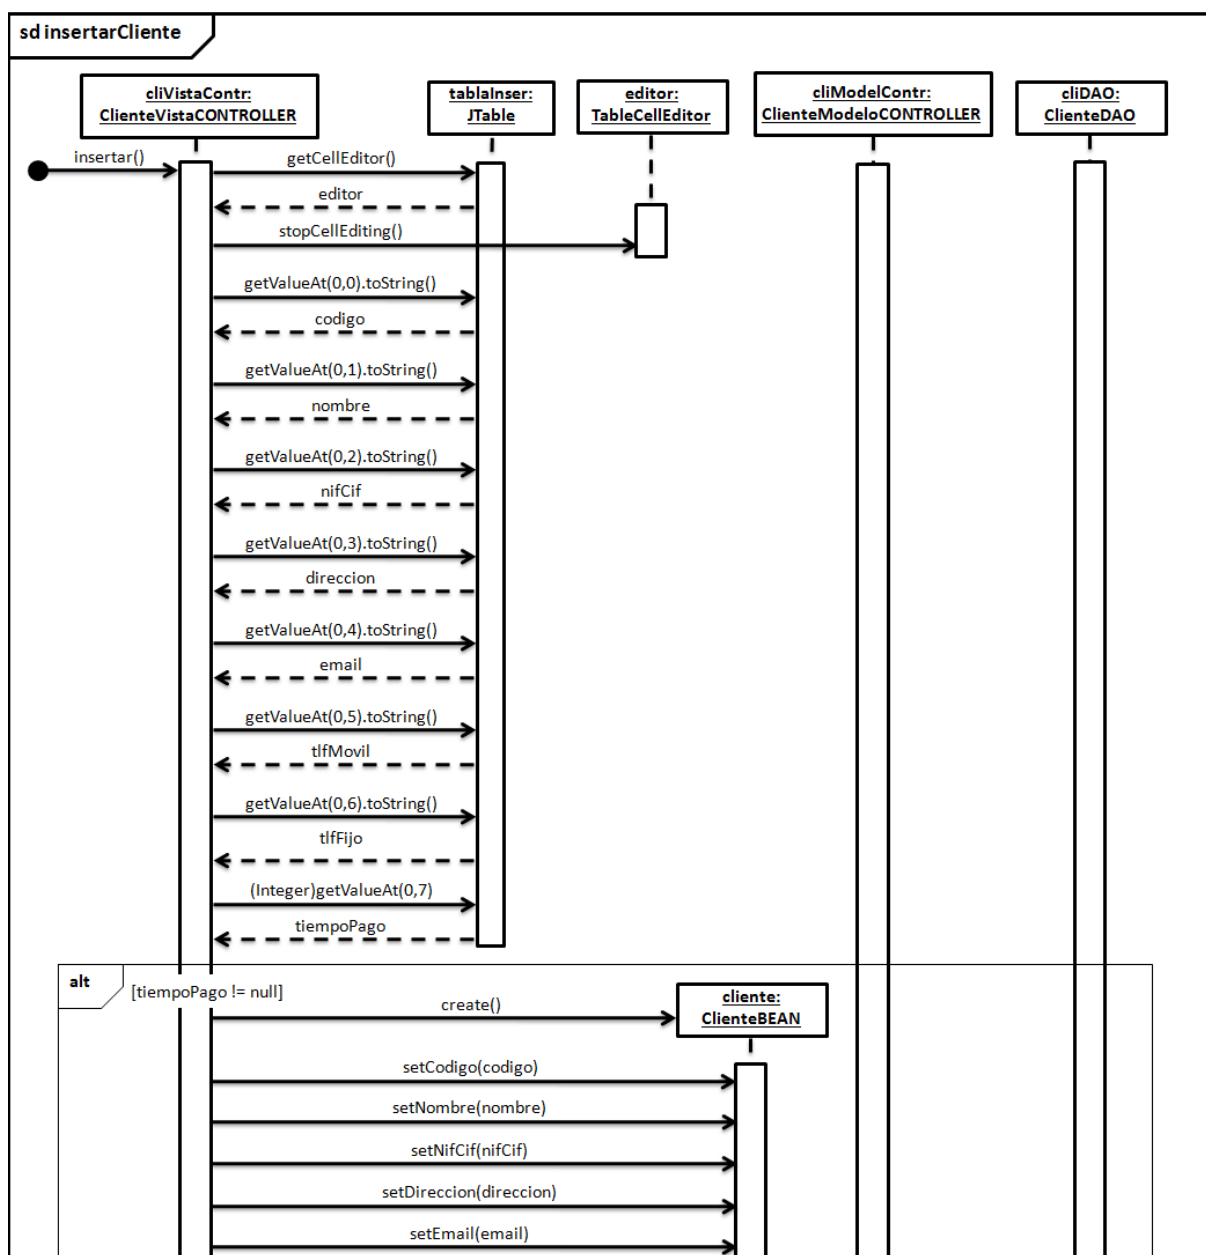 sd insertarCliente
cliVistaContr:
ClienteVistaCONTROLLER
tablaInser:
JTable
editor:
TableCellEditor
cliModelContr:
ClienteModeloCONTROLLER
cliDAO:
ClienteDAO
insertar()
getCellEditor()
editor
stopCellEditing()
getValueAt(0,0).toString()
codigo
getValueAt(0,1).toString()
nombre
getValueAt(0,2).toString()
nifCif
getValueAt(0,3).toString()
direccion
getValueAt(0,4).toString()
email
getValueAt(0,5).toString()
tlfMovil
getValueAt(0,6).toString()
tlfFijo
(Integer)getValueAt(0,7)
tiempoPago
alt
[tiempoPago != null]
create()
cliente:
ClienteBEAN
setCodigo(codigo)
setNombre(nombre)
setNifCif(nifCif)
setDireccion(direccion)
setEmail(email)